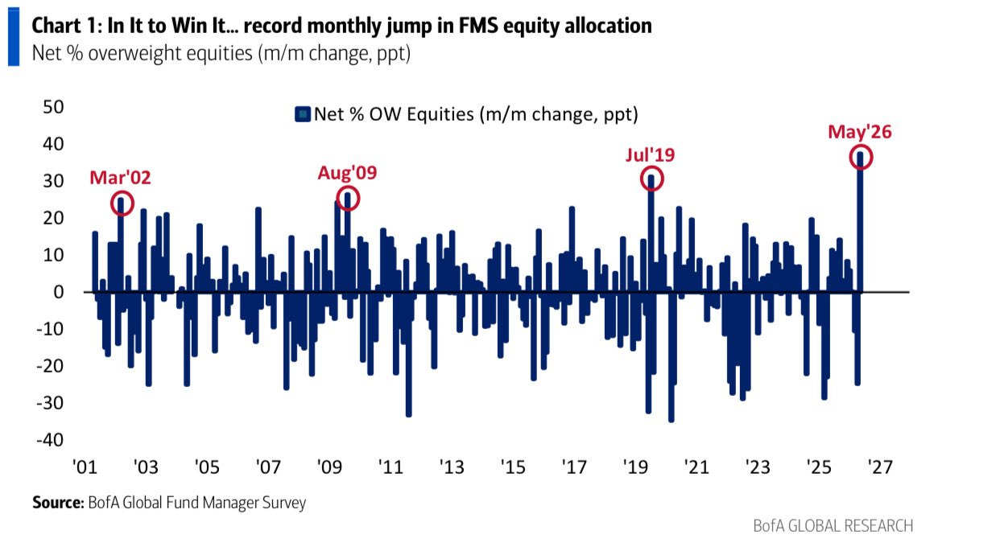 Chart 1: In It to Win It... record monthly jump in FMS equity allocation
Net % overweight equities (m/m change, ppt)
Net % OW Equities (m/m change, ppt)
50
40
30
20
10
0
-10
-20
-30
-40
Mar'02
Aug'09
Jul'19
May'26
'01 '03 '05 '07 '09 '11 '13 '15 '17 '19 '21 '23 '25 '27
Source: BofA Global Fund Manager Survey
BofA GLOBAL RESEARCH